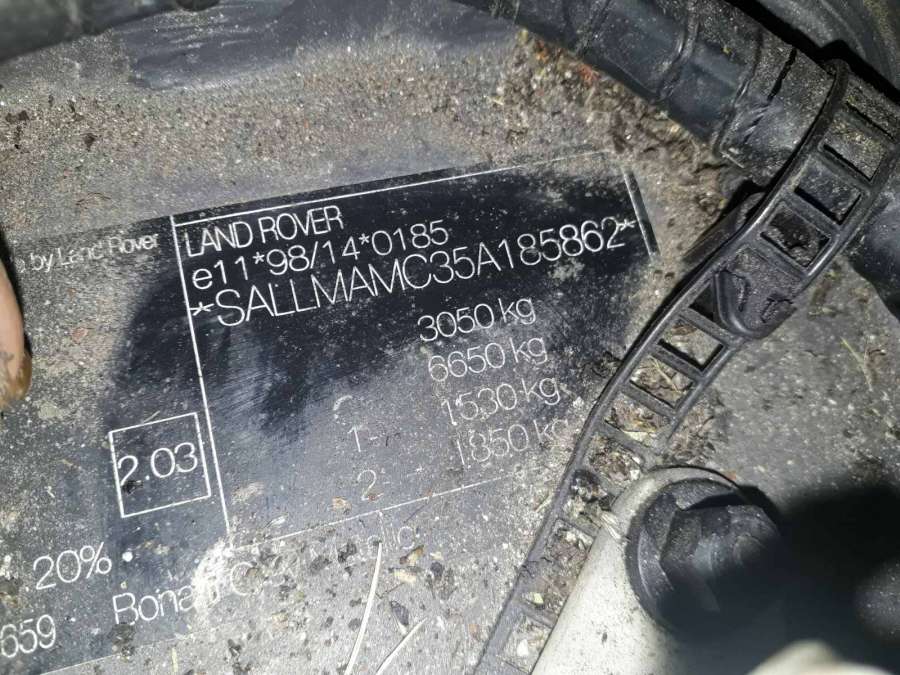 by Land Rover
LAND ROVER
e11*98/14*0185
*SALLMAMC35A185862*
3050 kg
6650 kg
1- 1530 kg
2- 1850 kg
2.03
20%
659